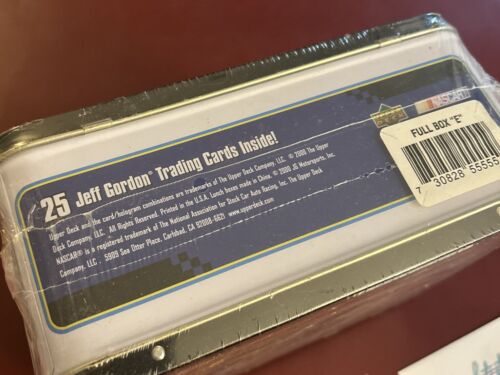 25 Jeff Gordon® Trading Cards Inside!
Upper Deck and the card/hologram combinations are trademarks of The Upper Deck Company, LLC. © 2000 The Upper
Deck Company, LLC. All Rights Reserved. Printed in the U.S.A. Lunch boxes made in China. © 2000 JG Motorsports, Inc.
NASCAR® is a registered trademark of the National Association for Stock Car Auto Racing, Inc. The Upper Deck
Company, LLC. - 5909 Sea Otter Place, Carlsbad, CA 92008-6621 www.upperdeck.com
NASCAR
FULL BOX "E"
7 30828 55555